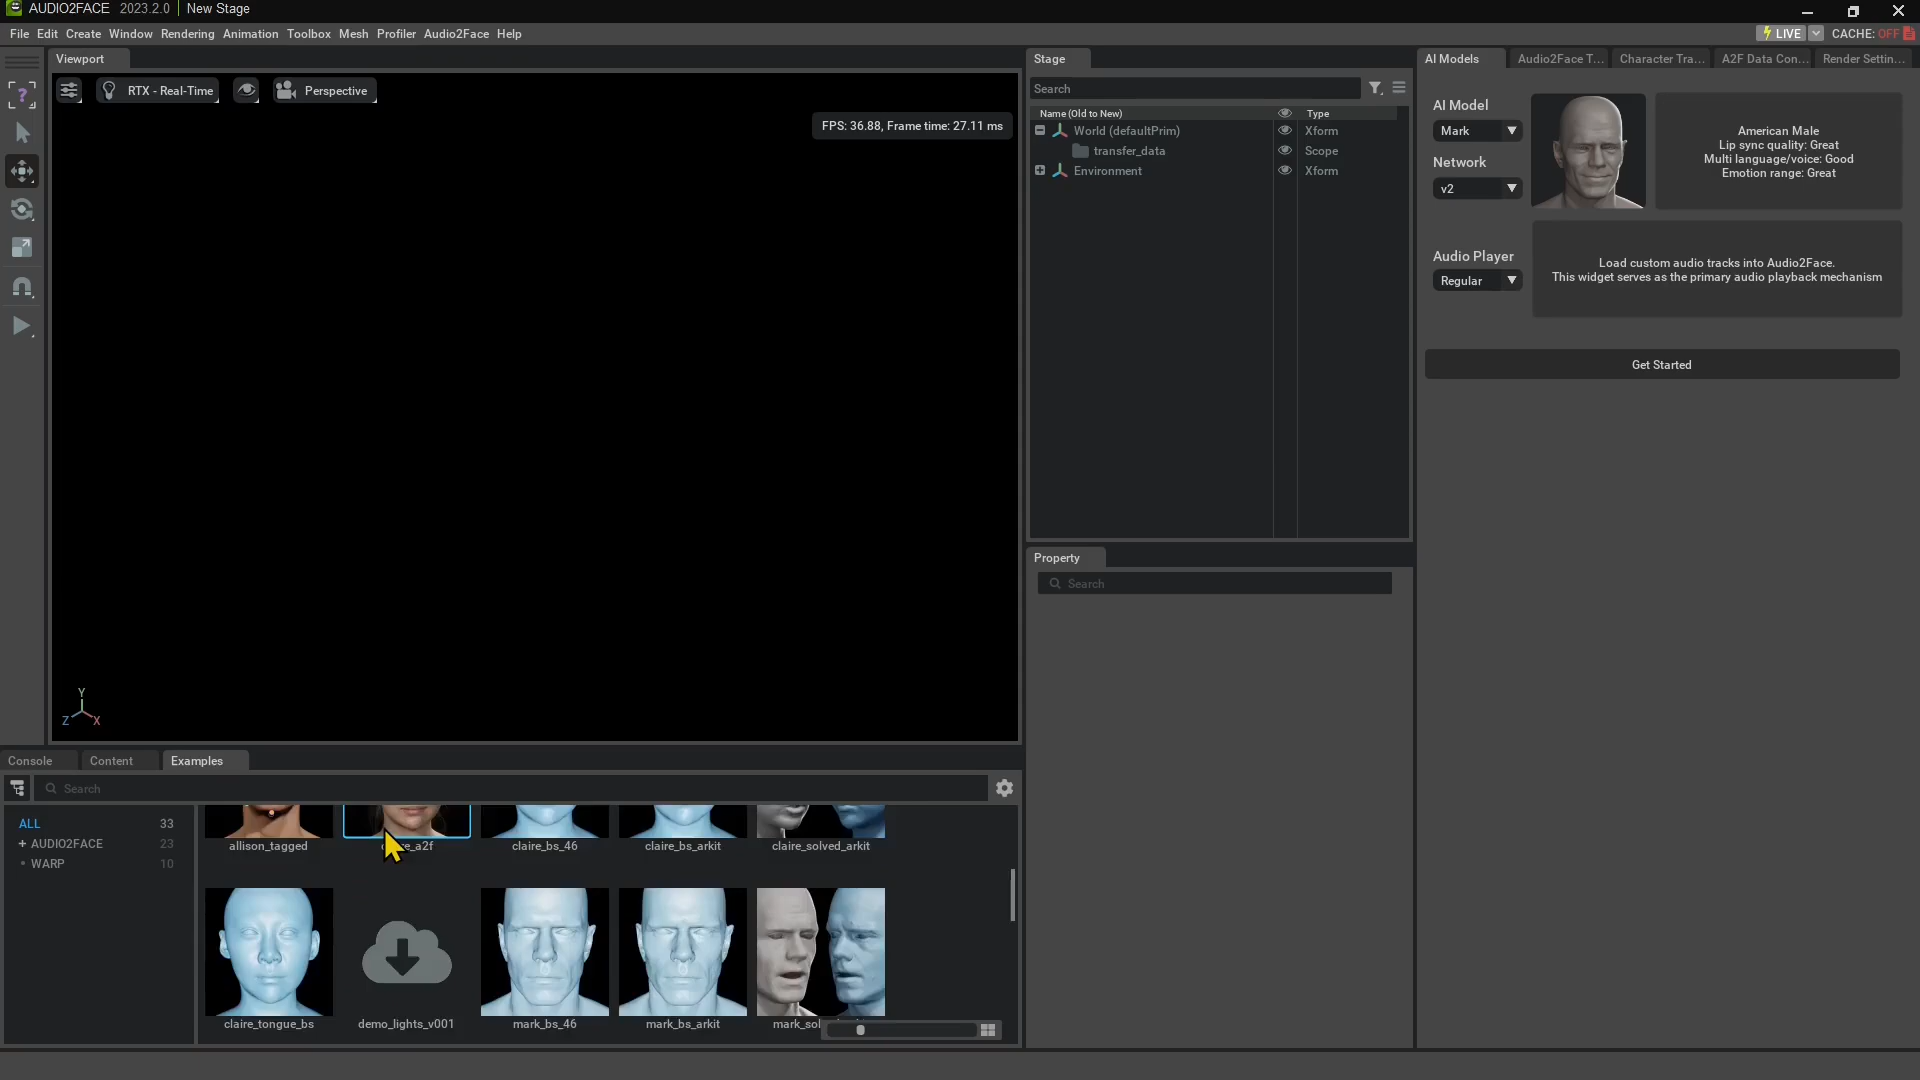 AUDIO2FACE 2023.2.0 New Stage
File Edit Create Window Rendering Animation Toolbox Mesh Profiler Audio2Face Help
LIVE CACHE: OFF
Viewport
RTX - Real-Time
Perspective
FPS: 36.88, Frame time: 27.11 ms
Y
Z X
Stage
Search
Name (Old to New) Type
World (defaultPrim) Xform
transfer_data Scope
Environment Xform
Property
Search
AI Models Audio2Face T... Character Tra... A2F Data Con... Render Settin...
AI Model
Mark
Network
v2
American Male
Lip sync quality: Great
Multi language/voice: Good
Emotion range: Great
Audio Player
Regular
Load custom audio tracks into Audio2Face.
This widget serves as the primary audio playback mechanism
Get Started
Console Content Examples
Search
ALL 33
+ AUDIO2FACE 23
WARP 10
allison_tagged claire_bs_46 claire_bs_arkit claire_solved_arkit
claire_tongue_bs demo_lights_v001 mark_bs_46 mark_bs_arkit